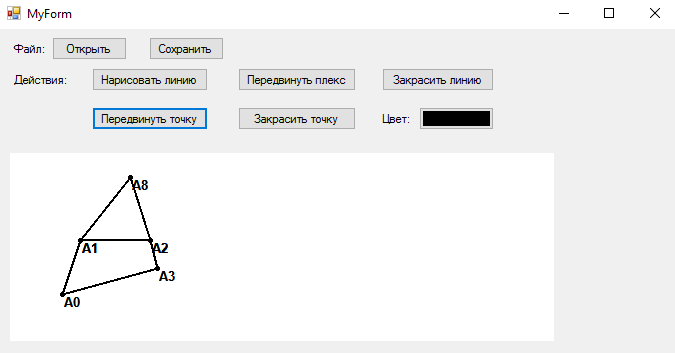 MyForm
Файл: Открыть Сохранить
Действия: Нарисовать линию Передвинуть плекс Закрасить линию
Передвинуть точку Закрасить точку Цвет:
A8
A1 A2
A3
A0